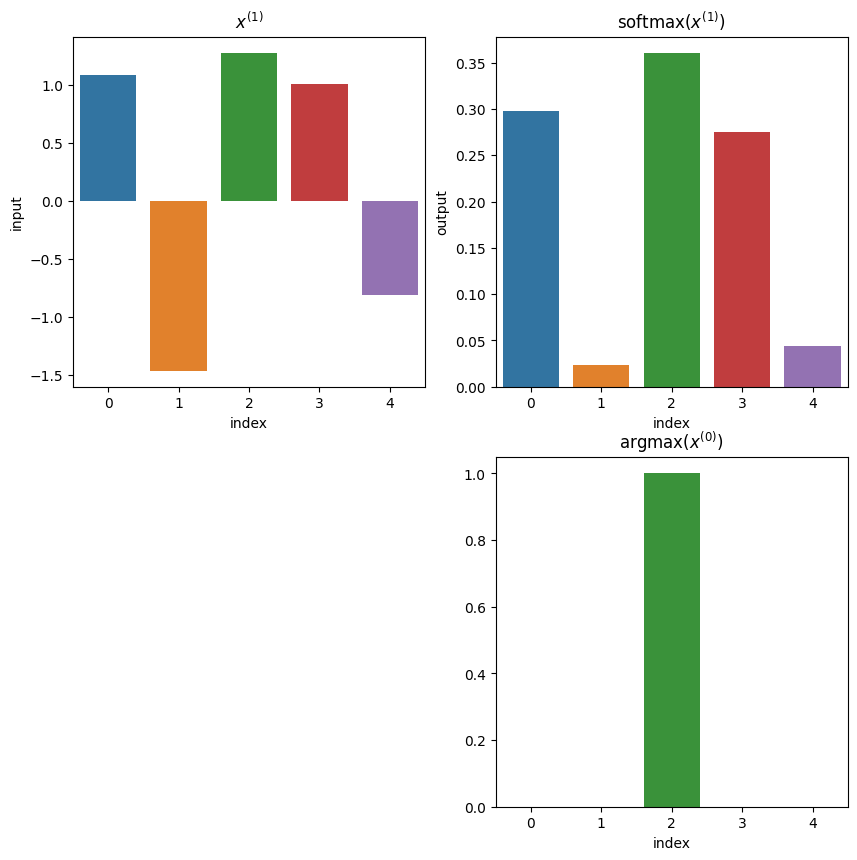 x(1)
1.0
0.5
0.0
−0.5
−1.0
−1.5
input
0 1 2 3 4
index
softmax(x(1))
0.35
0.30
0.25
0.20
0.15
0.10
0.05
0.00
output
0 1 2 3 4
index
argmax(x(0))
1.0
0.8
0.6
0.4
0.2
0.0
0 1 2 3 4
index